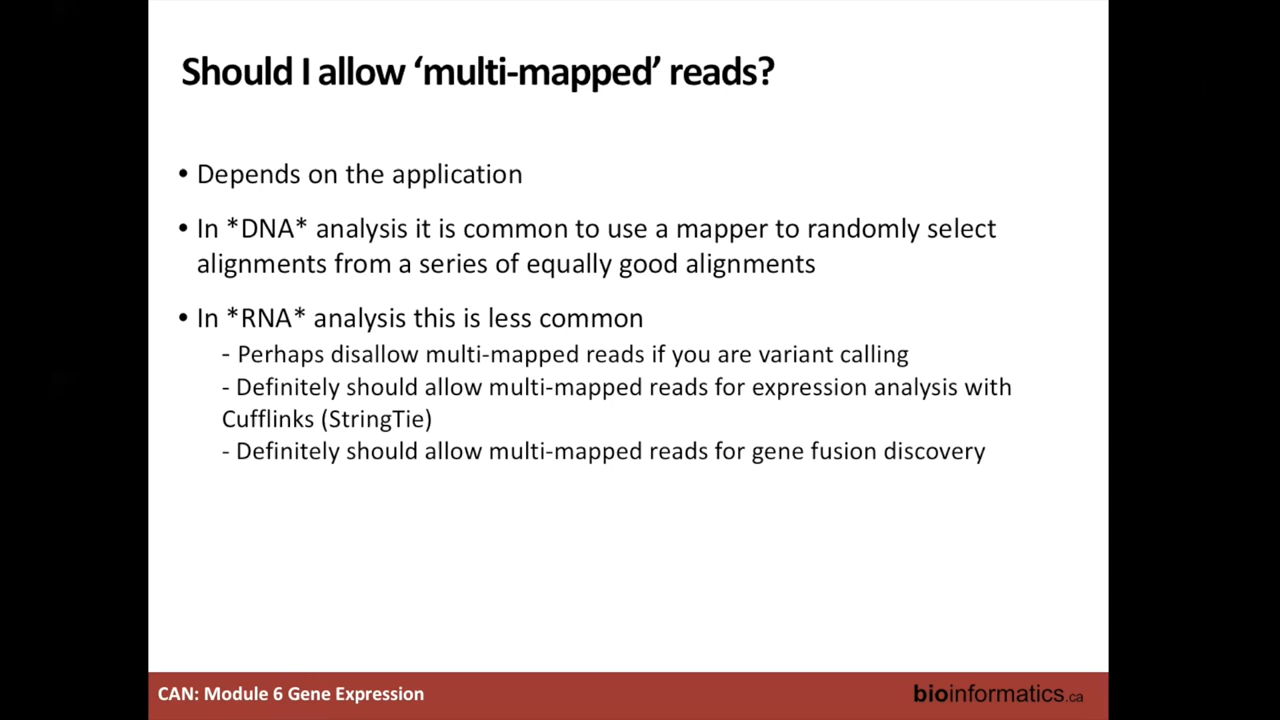 Should I allow ‘multi-mapped’ reads?
• Depends on the application
• In *DNA* analysis it is common to use a mapper to randomly select
alignments from a series of equally good alignments
• In *RNA* analysis this is less common
- Perhaps disallow multi-mapped reads if you are variant calling
- Definitely should allow multi-mapped reads for expression analysis with
Cufflinks (StringTie)
- Definitely should allow multi-mapped reads for gene fusion discovery
CAN: Module 6 Gene Expression
bioinformatics.ca